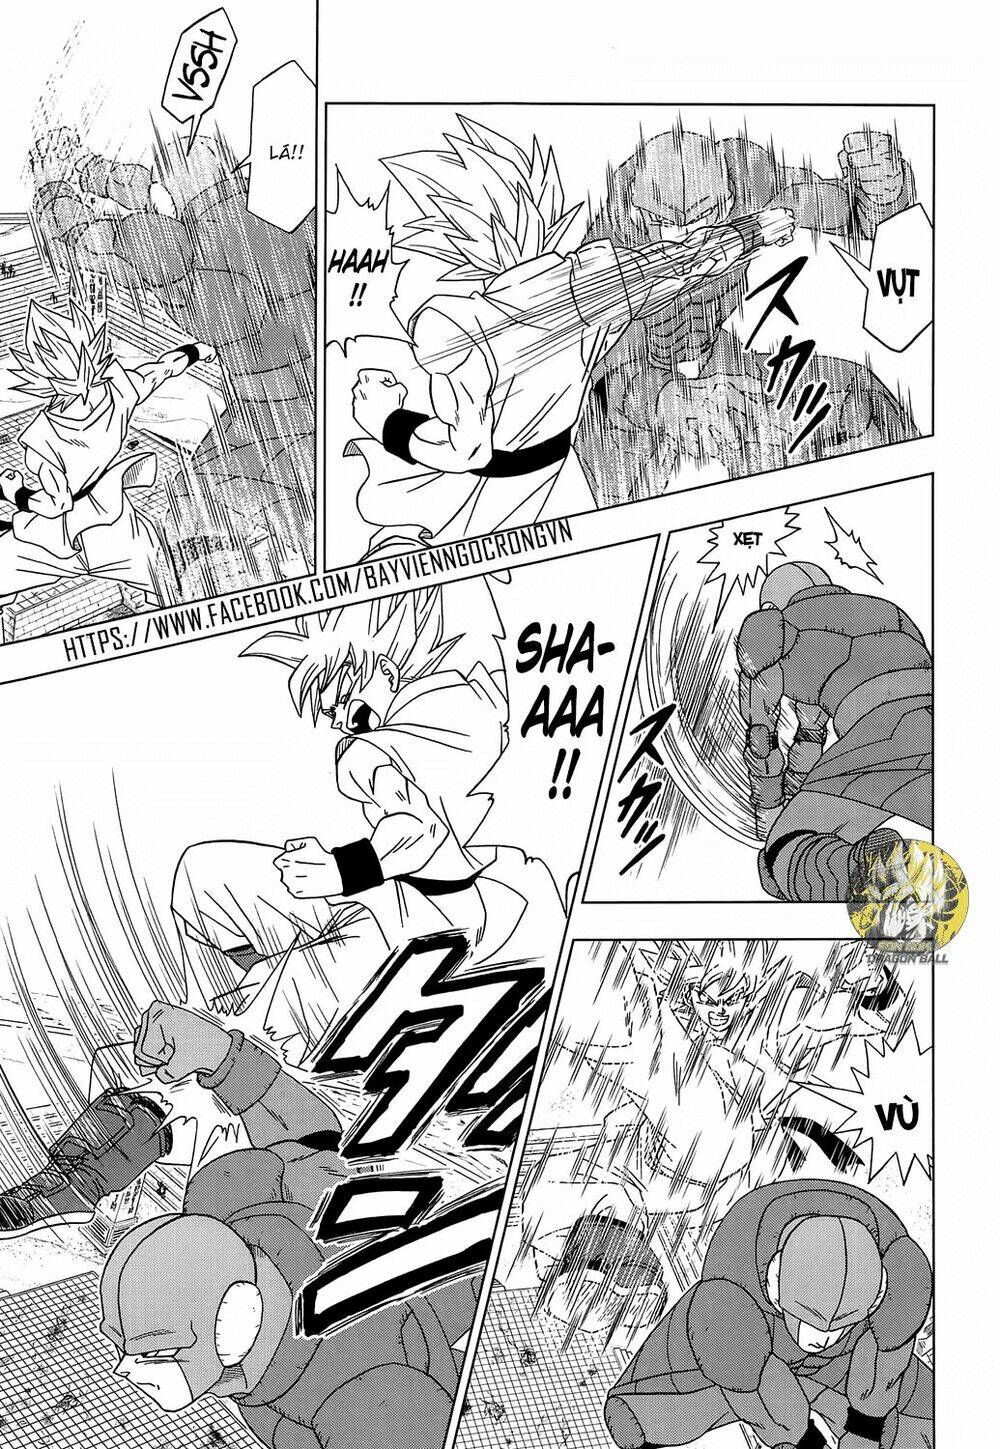 VỤT
HAAH
!!
スカッ
LÁ!!
VSSH
HTTPS://WWW.FACEBOOK.COM/BAYVIENNGOCRONGVN
XẸT
スカッ
SHA-
AAA
!!
VÙ
DRAGON BALL